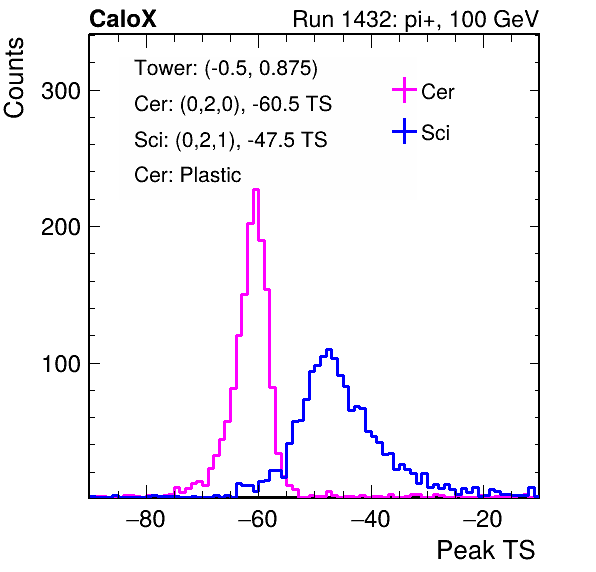 CaloX Run 1432: pi+, 100 GeV
Counts
Tower: (-0.5, 0.875)
Cer: (0,2,0), -60.5 TS
Sci: (0,2,1), -47.5 TS
Cer: Plastic
Cer
Sci
300
200
100
−80 −60 −40 −20
Peak TS